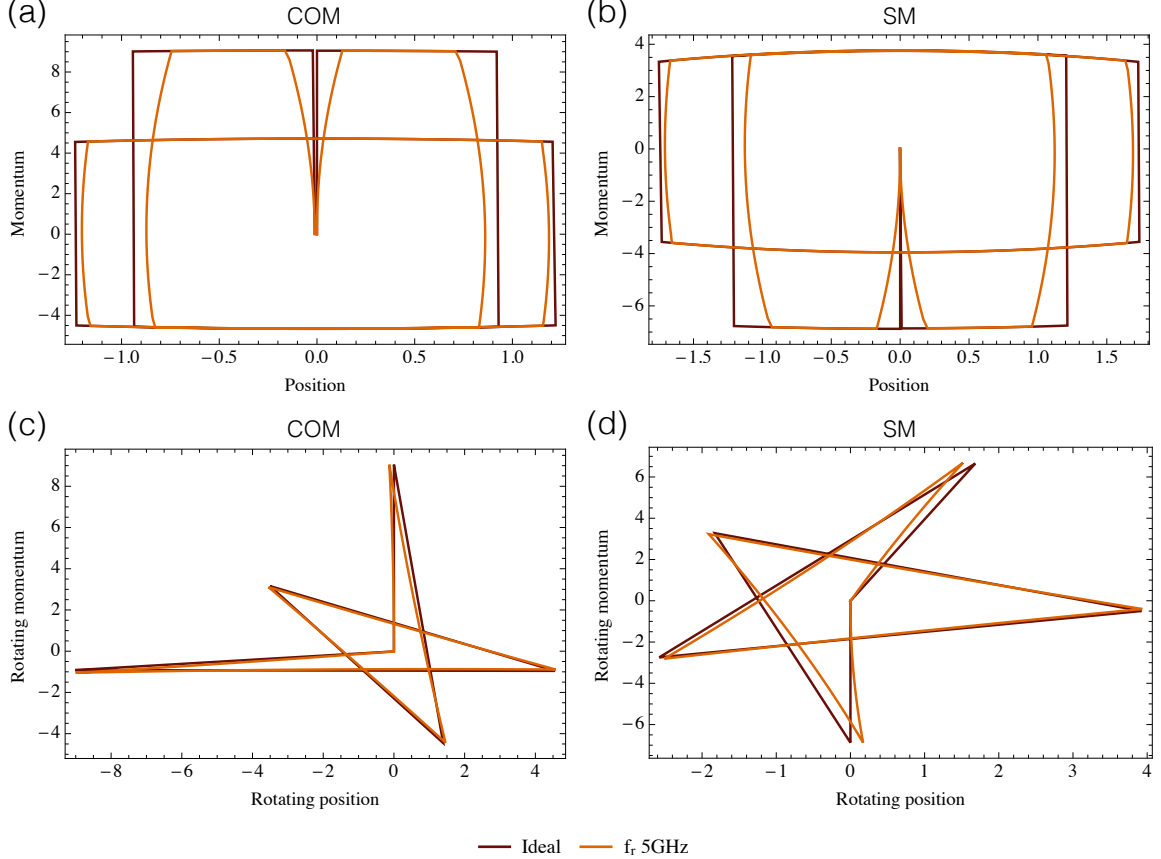 (a)
COM
8
6
4
2
0
−2
−4
−1.0
−0.5
0.0
0.5
1.0
Momentum
Position
(b)
SM
4
2
0
−2
−4
−6
−1.5
−1.0
−0.5
0.0
0.5
1.0
1.5
Momentum
Position
(c)
COM
8
6
4
2
0
−2
−4
−8
−6
−4
−2
0
2
4
Rotating momentum
Rotating position
(d)
SM
6
4
2
0
−2
−4
−6
−2
−1
0
1
2
3
4
Rotating momentum
Rotating position
Ideal
fᵣ 5GHz